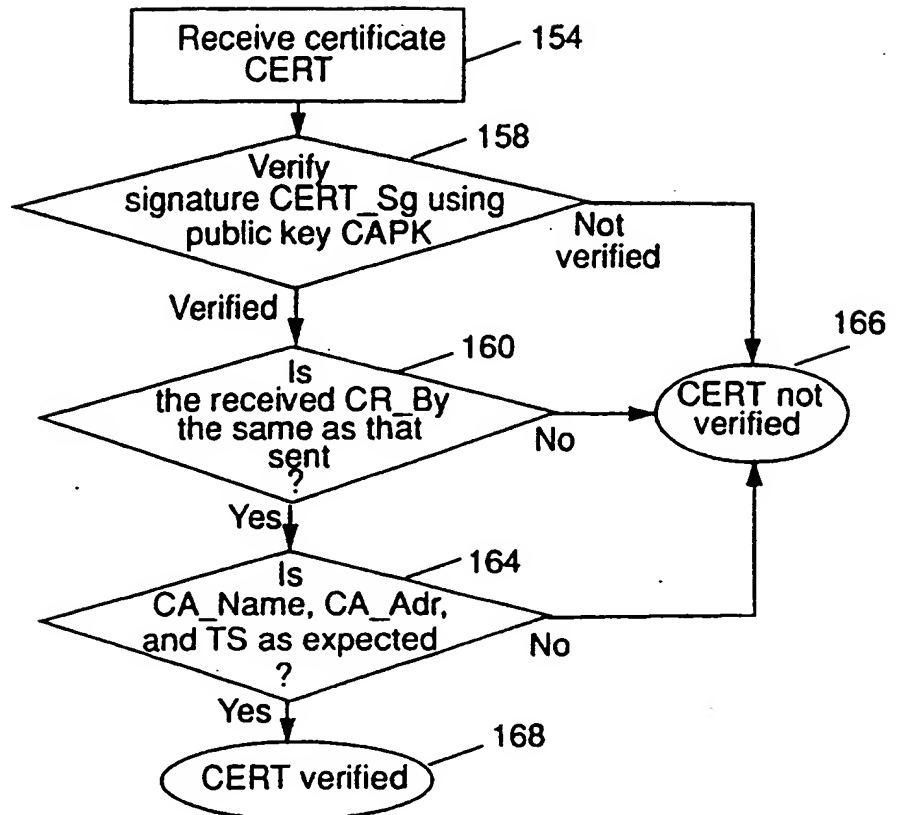 Receive certificate
CERT
154
158
Verify
signature CERT_Sg using
public key CAPK
Not
verified
Verified
166
160
Is
the received CR_By
the same as that
sent
?
No
CERT not
verified
Yes
164
Is
CA_Name, CA_Adr,
and TS as expected
?
No
Yes
168
CERT verified